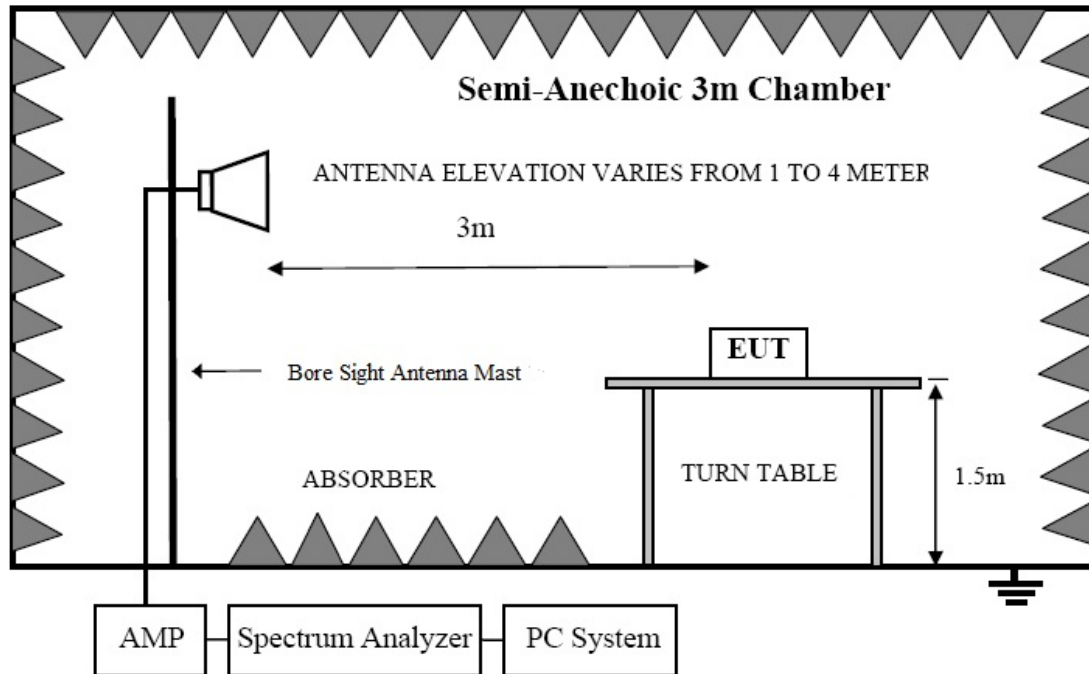 Semi-Anechoic 3m Chamber
ANTENNA ELEVATION VARIES FROM 1 TO 4 METER
3m
EUT
Bore Sight Antenna Mast
ABSORBER
TURN TABLE
1.5m
AMP
Spectrum Analyzer
PC System